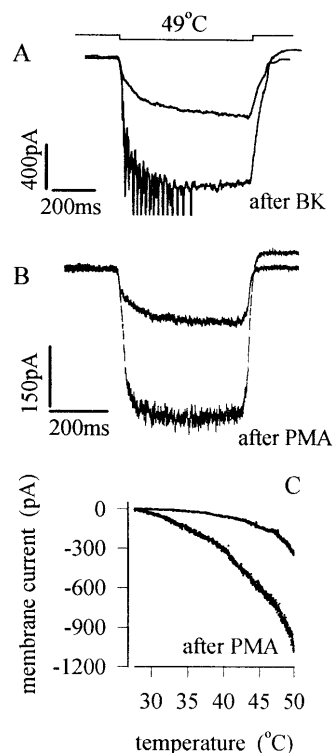 49°C
A
400pA
200ms
after BK
B
150pA
200ms
after PMA
C
membrane current (pA)
0
-300
-600
-900
-1200
after PMA
30 35 40 45 50
temperature (°C)